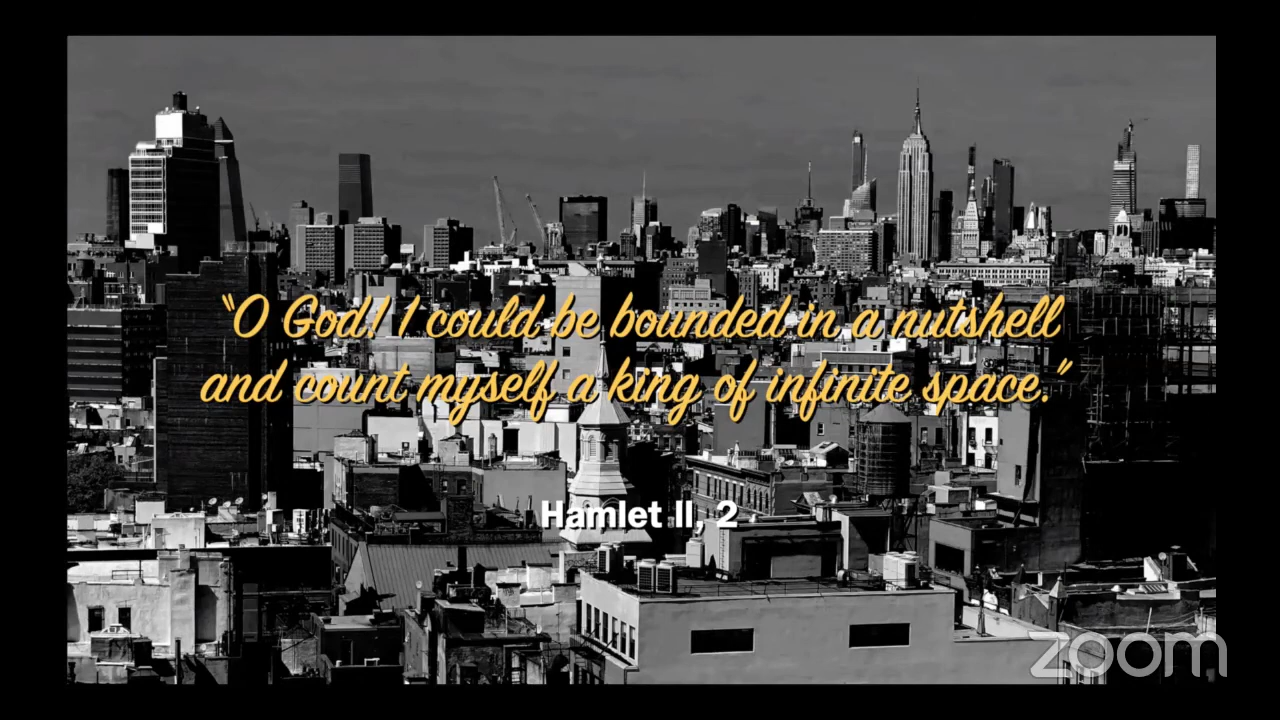 “O God! I could be bounded in a nutshell
and count myself a king of infinite space.”
Hamlet II, 2
zoom